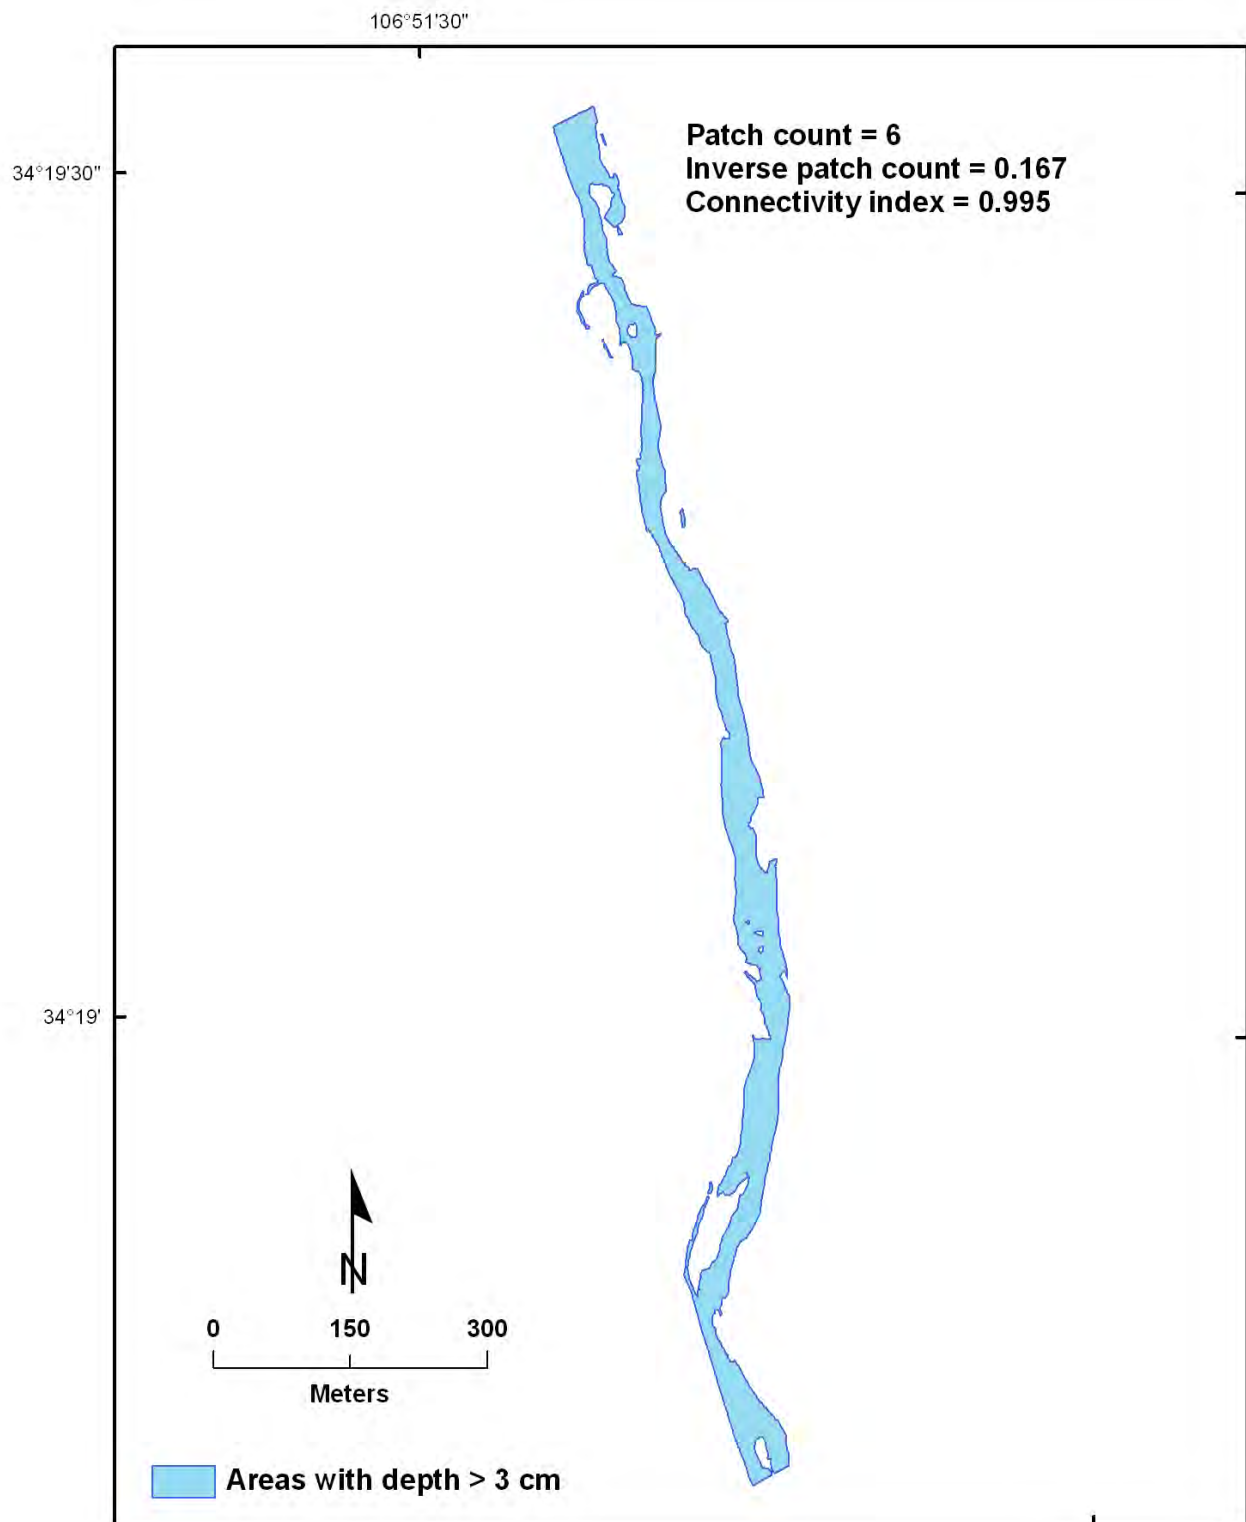 106°51'30"
34°19'30"
Patch count = 6
Inverse patch count = 0.167
Connectivity index = 0.995
34°19'
N
0 150 300
Meters
Areas with depth > 3 cm